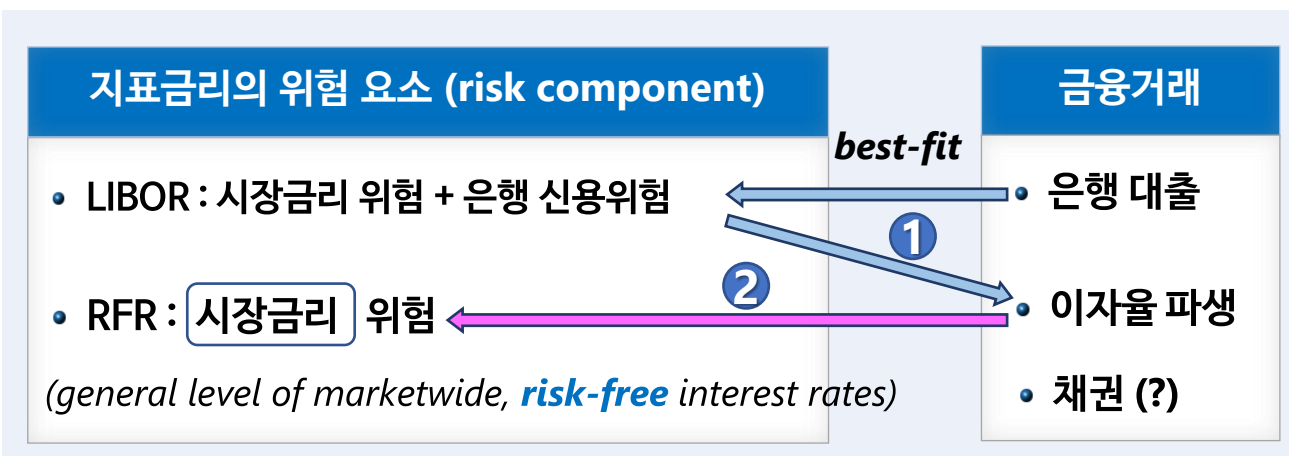 지표금리의 위험 요소 (risk component)
• LIBOR : 시장금리 위험 + 은행 신용위험
• RFR : 시장금리 위험
(general level of marketwide, risk-free interest rates)
best-fit
1
2
금융거래
• 은행 대출
• 이자율 파생
• 채권 (?)